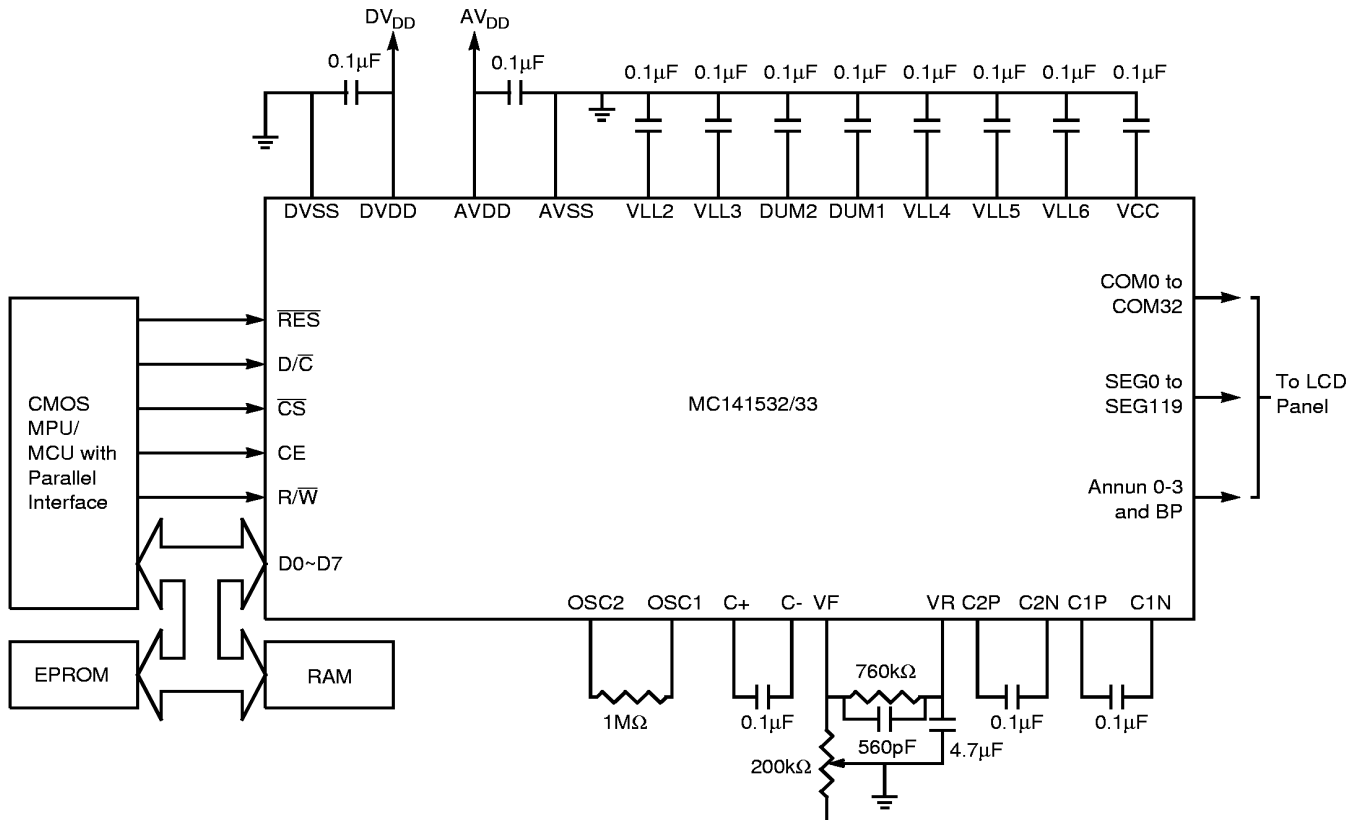 DVDD AVDD
0.1μF 0.1μF 0.1μF 0.1μF 0.1μF 0.1μF 0.1μF 0.1μF 0.1μF 0.1μF
DVSS DVDD AVDD AVSS VLL2 VLL3 DUM2 DUM1 VLL4 VLL5 VLL6 VCC
CMOS
MPU/
MCU with
Parallel
Interface
RES
D/C
CS
CE
R/W
D0~D7
MC141532/33
COM0 to
COM32
SEG0 to
SEG119
Annun 0-3
and BP
To LCD
Panel
OSC2 OSC1 C+ C- VF VR C2P C2N C1P C1N
EPROM
RAM
1MΩ
0.1μF
760kΩ
560pF
4.7μF
200kΩ
0.1μF
0.1μF